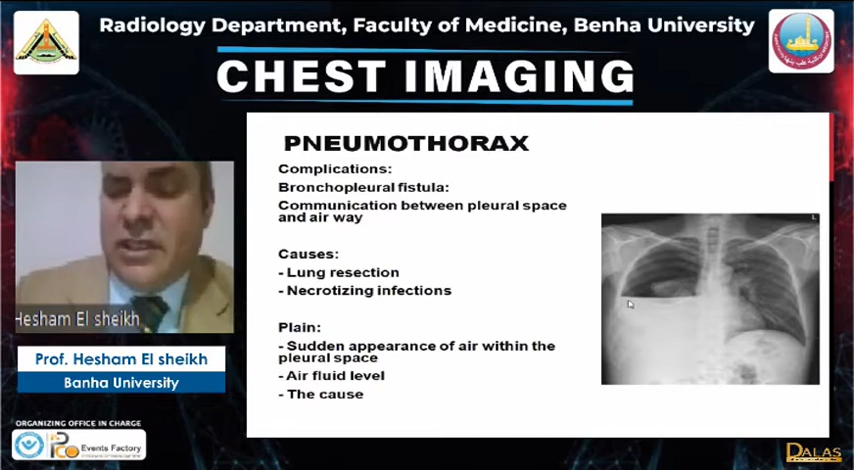 Radiology Department, Faculty of Medicine, Benha University
CHEST IMAGING
PNEUMOTHORAX
Complications:
Bronchopleural fistula:
Communication between pleural space
and air way
Causes:
- Lung resection
- Necrotizing infections
Plain:
- Sudden appearance of air within the
pleural space
- Air fluid level
- The cause
L
Hesham El sheikh
Prof. Hesham El sheikh
Banha University
ORGANIZING OFFICE IN CHARGE
Events Factory
DALAS